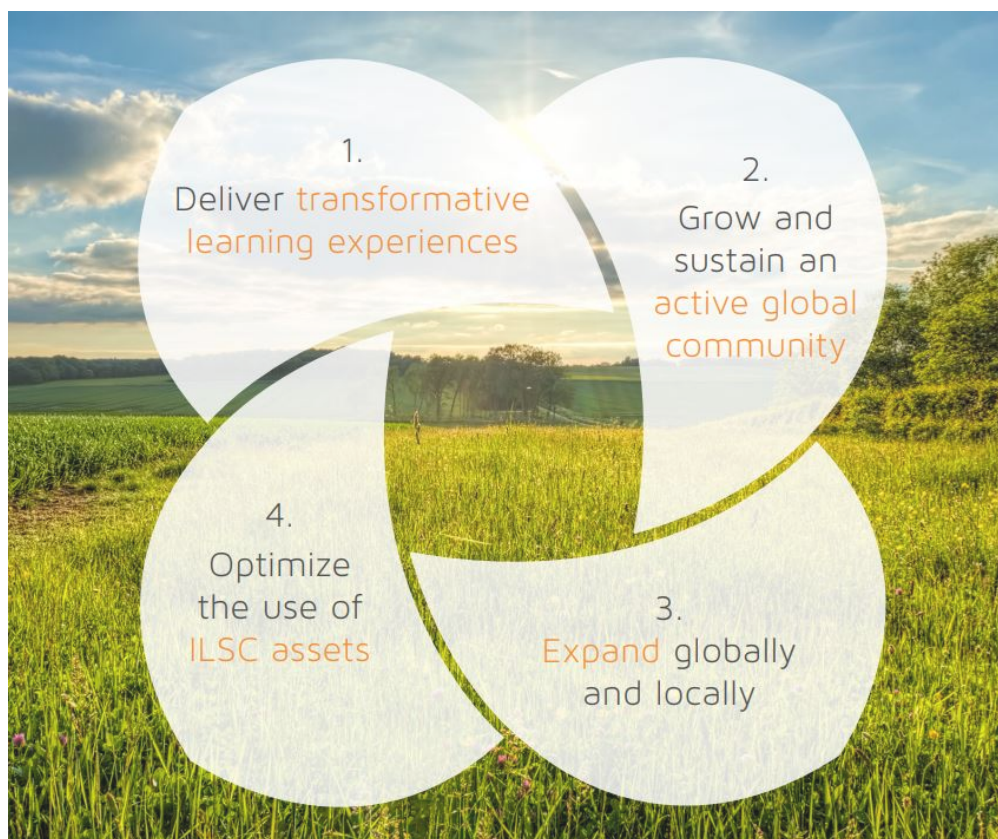 1.
Deliver transformative
learning experiences
2.
Grow and
sustain an
active global
community
3.
Expand globally
and locally
4.
Optimize
the use of
ILSC assets